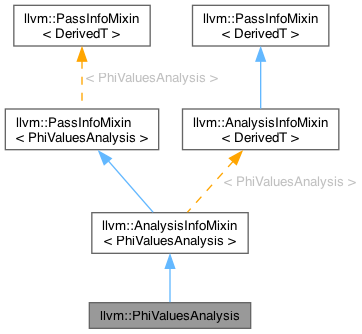 llvm::PassInfoMixin
< DerivedT >
llvm::PassInfoMixin
< DerivedT >
< PhiValuesAnalysis >
llvm::PassInfoMixin
< PhiValuesAnalysis >
llvm::AnalysisInfoMixin
< DerivedT >
< PhiValuesAnalysis >
llvm::AnalysisInfoMixin
< PhiValuesAnalysis >
llvm::PhiValuesAnalysis